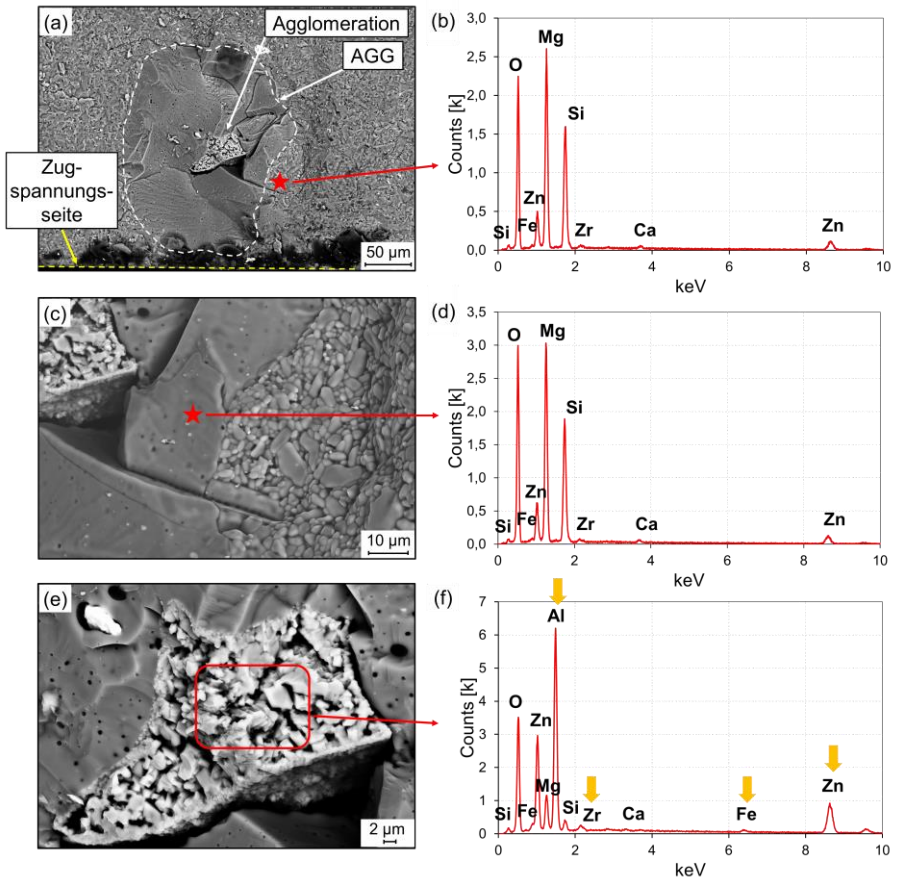 (a)
Agglomeration
AGG
Zug-
spannungs-
seite
50 µm
(b)
Counts [k]
3,0
2,5
2,0
1,5
1,0
0,5
0,0
O
Mg
Si
Zn
Si
Fe
Zr
Ca
Zn
0 2 4 6 8 10
keV
(c)
10 µm
(d)
Counts [k]
3,5
3,0
2,5
2,0
1,5
1,0
0,5
0,0
O
Mg
Si
Zn
Si
Fe
Zr
Ca
Zn
0 2 4 6 8 10
keV
(e)
2 µm
(f)
Counts [k]
7
6
5
4
3
2
1
0
Al
O
Zn
Mg
Si
Fe
Si
Zr
Ca
Fe
Zn
0 2 4 6 8 10
keV